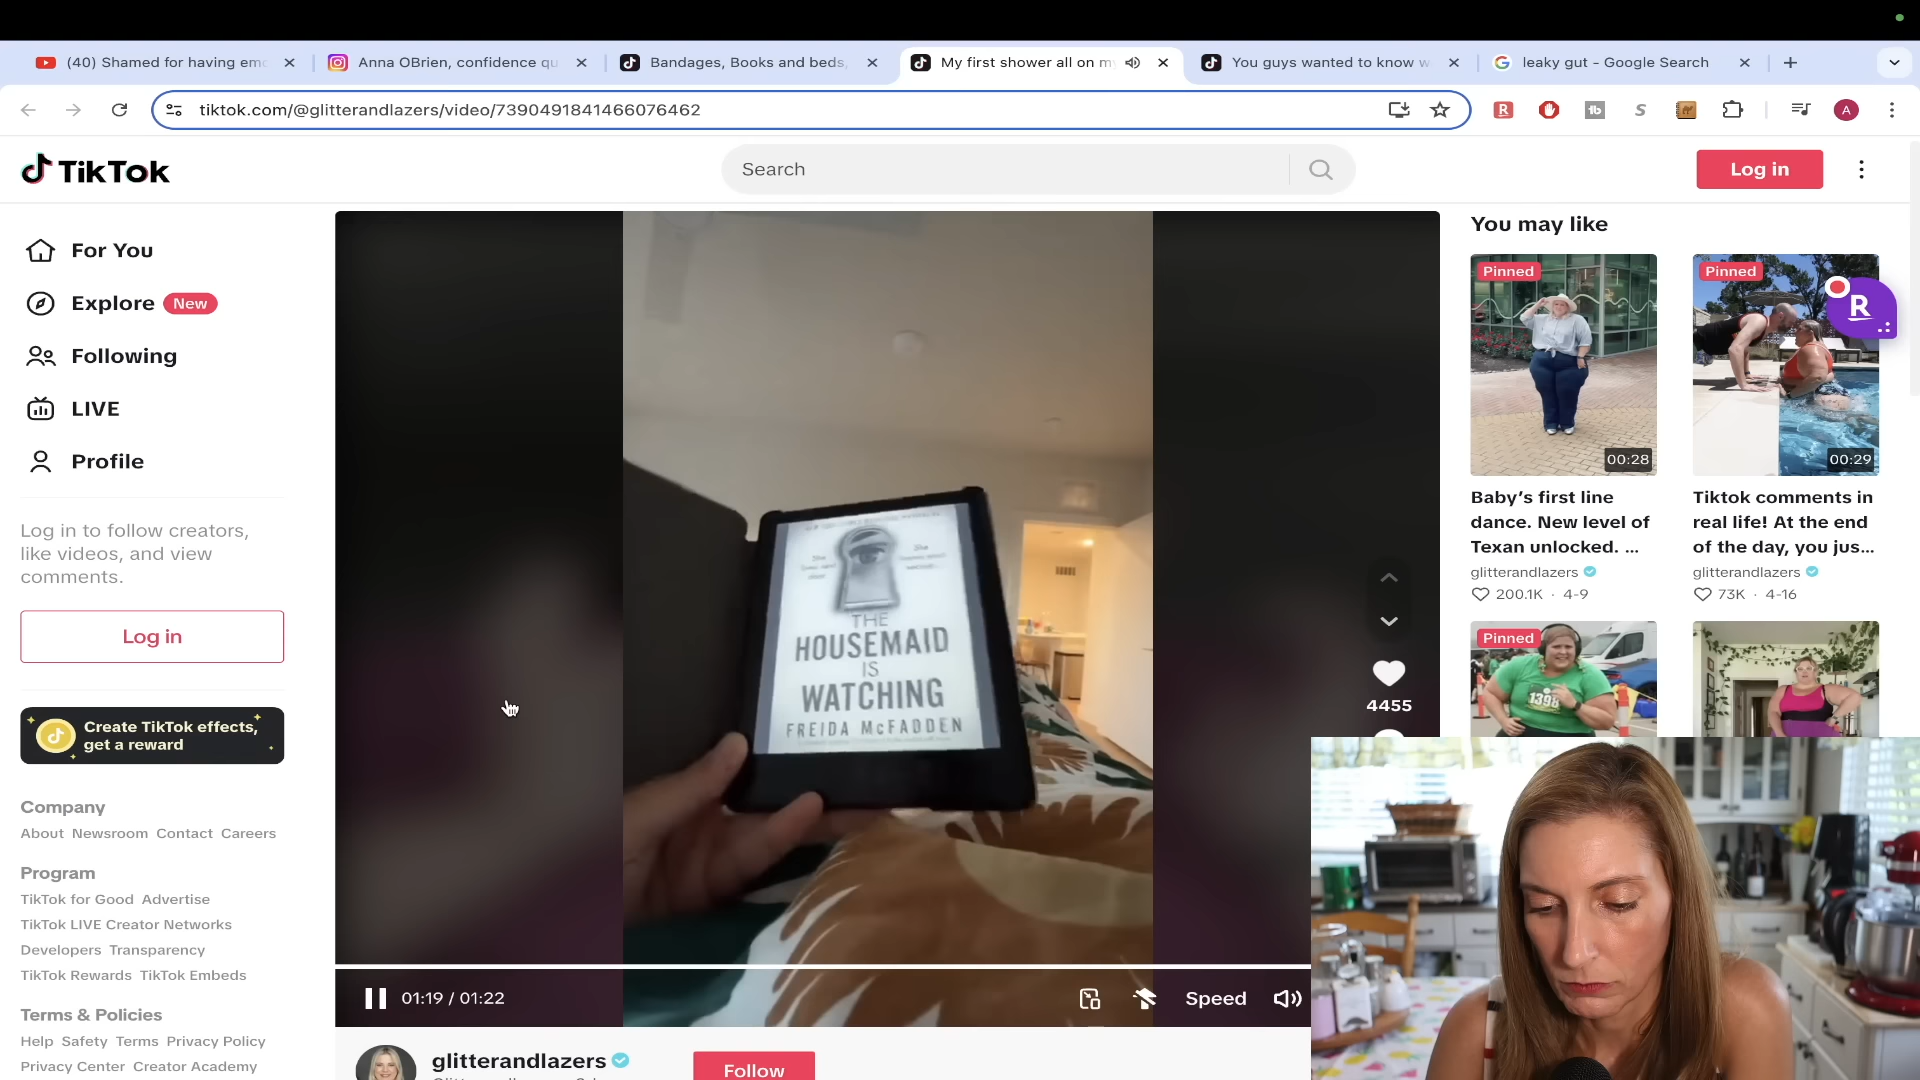 (40) Shamed for having em
Anna OBrien, confidence qu
Bandages, Books and beds,
My first shower all on m
You guys wanted to know w
leaky gut - Google Search
tiktok.com/@glitterandlazers/video/7390491841466076462
A
TikTok
Search
Log in
For You
Explore New
Following
LIVE
Profile
Log in to follow creators,
like videos, and view
comments.
Log in
Create TikTok effects,
get a reward
Company
About Newsroom Contact Careers
Program
TikTok for Good Advertise
TikTok LIVE Creator Networks
Developers Transparency
TikTok Rewards TikTok Embeds
Terms & Policies
Help Safety Terms Privacy Policy
Privacy Center Creator Academy
THE
HOUSEMAID
IS
WATCHING
FREIDA McFADDEN
4455
01:19 / 01:22
Speed
glitterandlazers
Follow
You may like
Pinned
00:28
Baby's first line
dance. New level of
Texan unlocked. ...
glitterandlazers
200.1K · 4-9
Pinned
00:29
Tiktok comments in
real life! At the end
of the day, you jus...
glitterandlazers
73K · 4-16
R
Pinned
1398